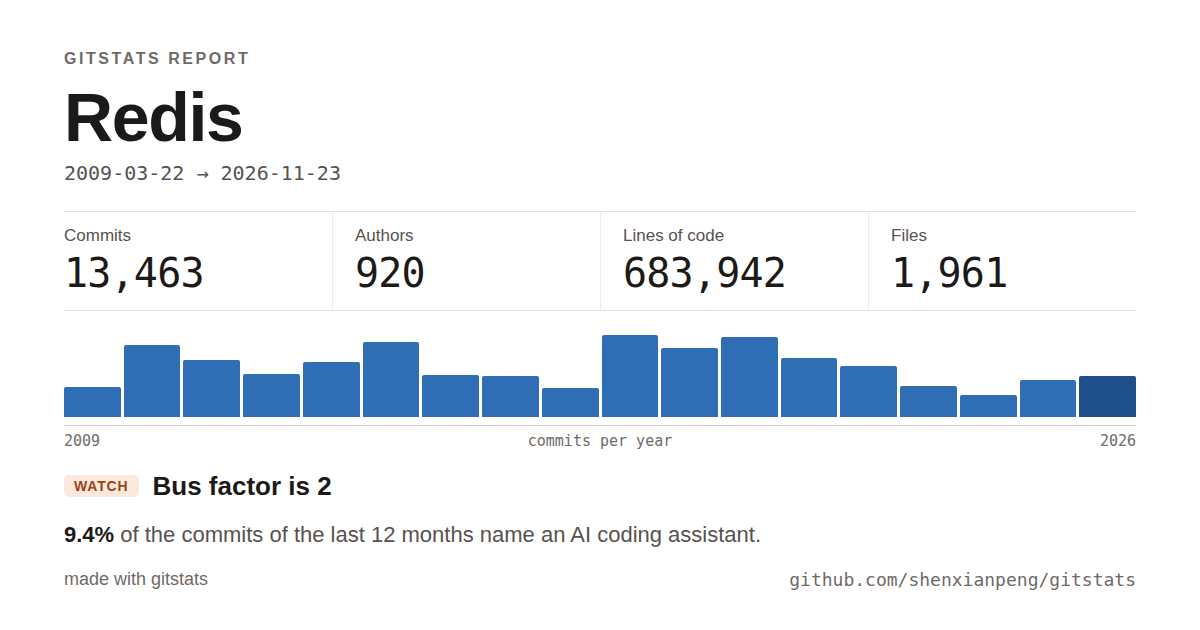 GITSTATS REPORT
Redis
2009-03-22 → 2026-11-23
Commits Authors Lines of code Files
13,463 920 683,942 1,961
2009 commits per year 2026
WATCH Bus factor is 2
9.4% of the commits of the last 12 months name an AI coding assistant.
made with gitstats github.com/shenxianpeng/gitstats